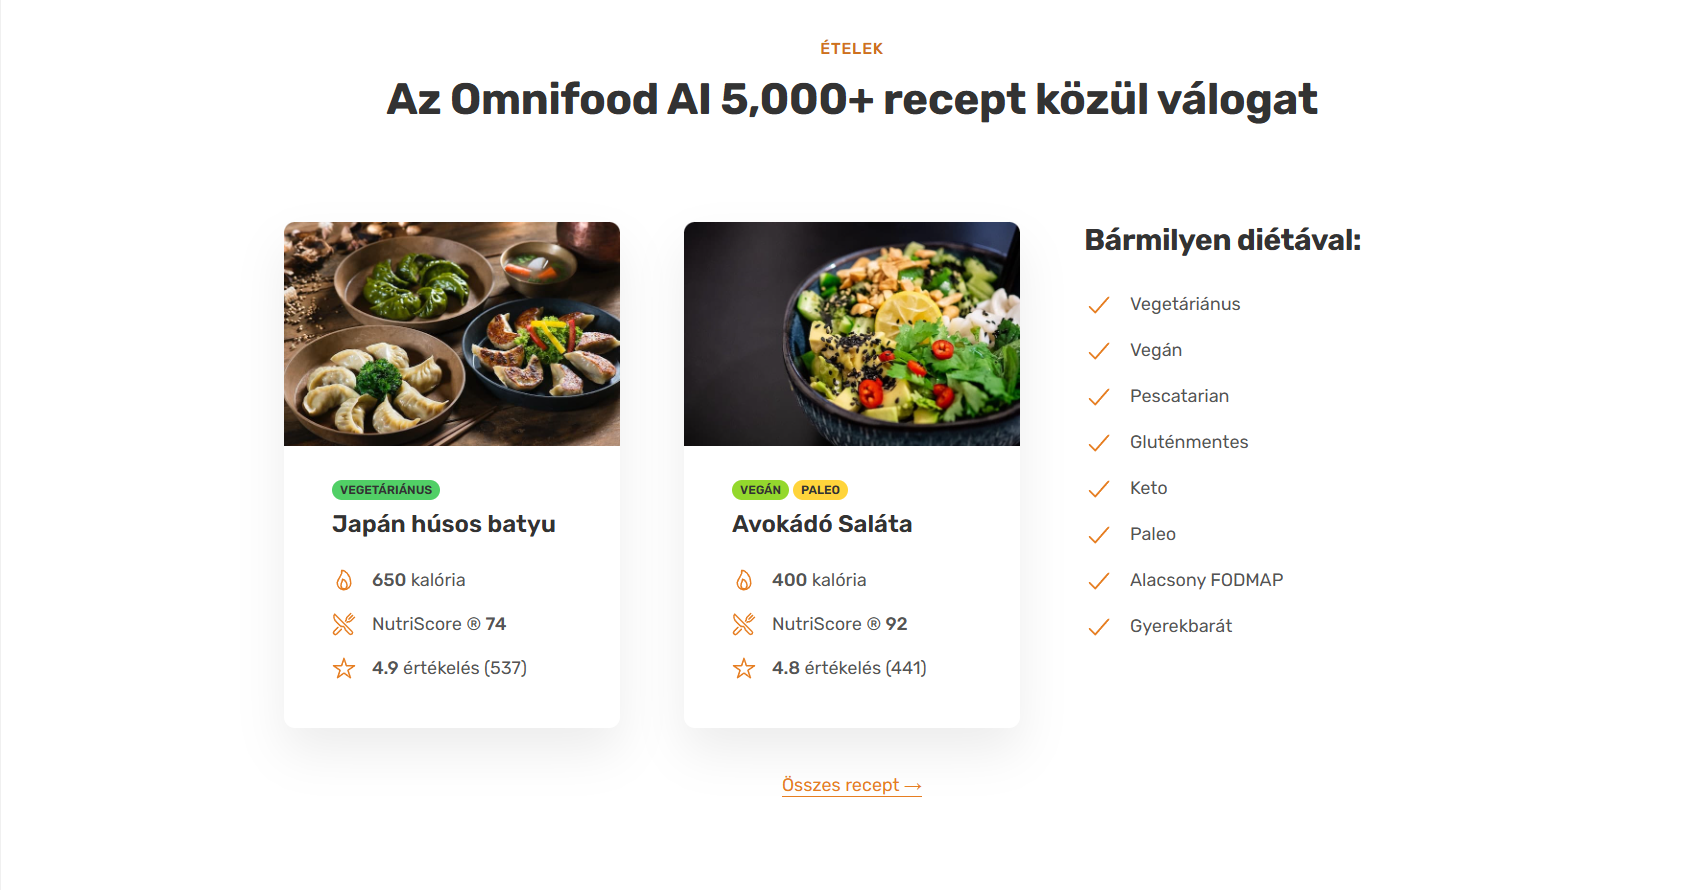 ÉTELEK
Az Omnifood AI 5,000+ recept közül válogat
VEGETÁRIÁNUS
Japán húsos batyu
650 kalória
NutriScore ® 74
4.9 értékelés (537)
VEGÁN PALEO
Avokádó Saláta
400 kalória
NutriScore ® 92
4.8 értékelés (441)
Bármilyen diétával:
Vegetáriánus
Vegán
Pescatarian
Gluténmentes
Keto
Paleo
Alacsony FODMAP
Gyerekbarát
Összes recept →